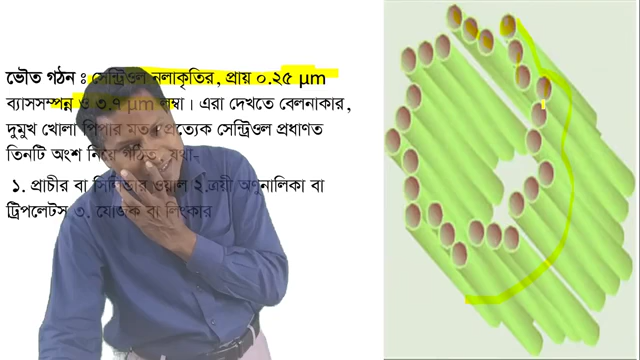 ভৌত গঠন : সেন্ট্রিওল নলাকৃতির, প্রায় ০.২৫ μm
ব্যাসসম্পন্ন ও ৩.৭ μm লম্বা। এরা দেখতে বেলনাকার,
দুমুখ খোলা পিপার মত। প্রত্যেক সেন্ট্রিওল প্রধাণত
তিনটি অংশ নিয়ে গঠিত, যথা-
১. প্রাচীর বা সিলিন্ডার ওয়াল ২.ত্রয়ী অণুনালিকা বা
ট্রিপলেটস ৩. যোজক বা লিংকার